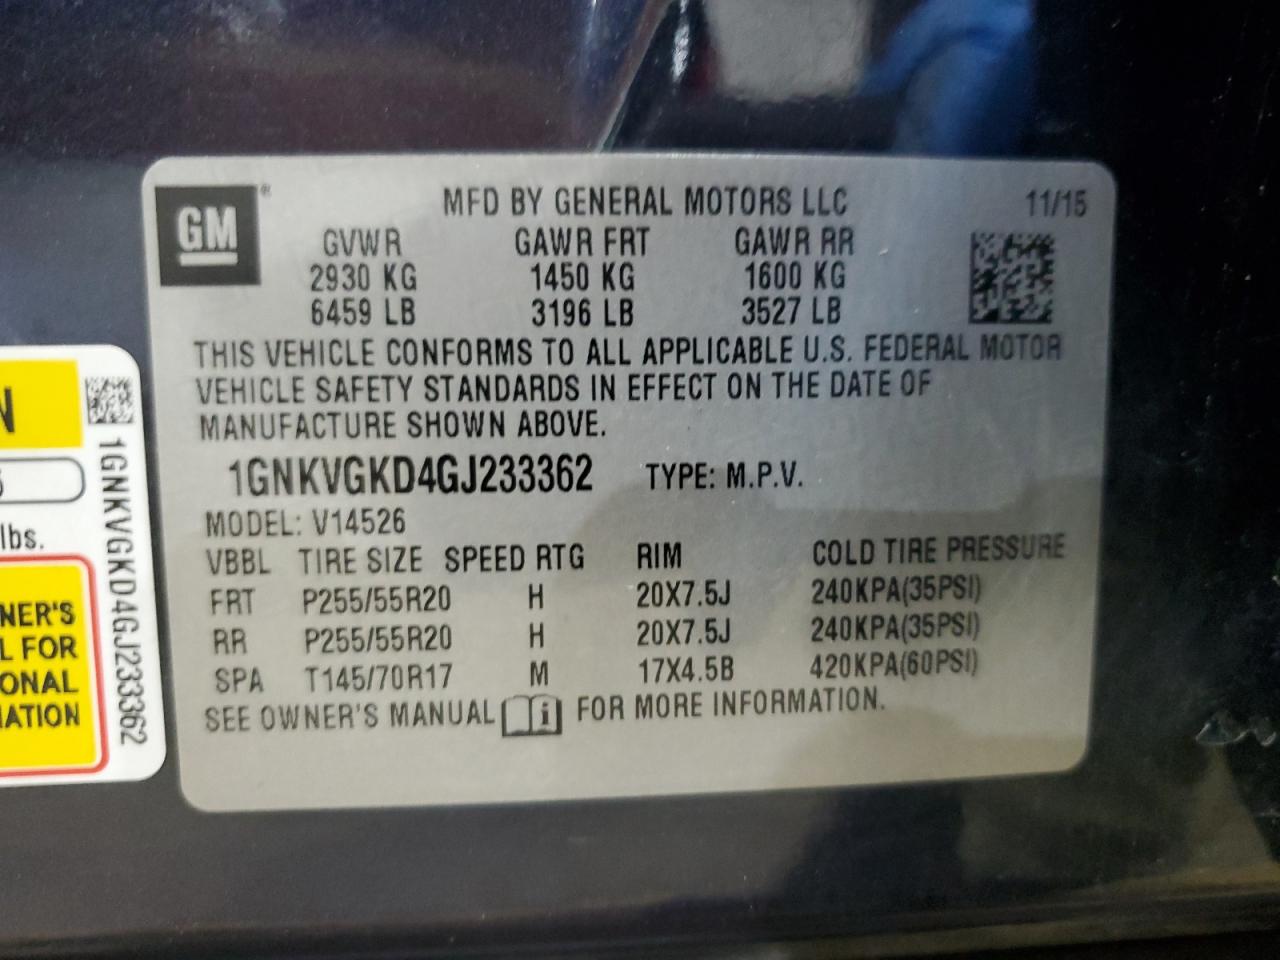 GM ®
MFD BY GENERAL MOTORS LLC 11/15
GVWR GAWR FRT GAWR RR
2930 KG 1450 KG 1600 KG
6459 LB 3196 LB 3527 LB
THIS VEHICLE CONFORMS TO ALL APPLICABLE U.S. FEDERAL MOTOR
VEHICLE SAFETY STANDARDS IN EFFECT ON THE DATE OF
MANUFACTURE SHOWN ABOVE.
1GNKVGKD4GJ233362 TYPE: M.P.V.
MODEL: V14526
VBBL TIRE SIZE SPEED RTG RIM COLD TIRE PRESSURE
FRT P255/55R20 H 20X7.5J 240KPA(35PSI)
RR P255/55R20 H 20X7.5J 240KPA(35PSI)
SPA T145/70R17 M 17X4.5B 420KPA(60PSI)
SEE OWNER'S MANUAL i FOR MORE INFORMATION.
N
lbs.
NER'S
L FOR
ONAL
ATION
1GNKVGKD4GJ233362